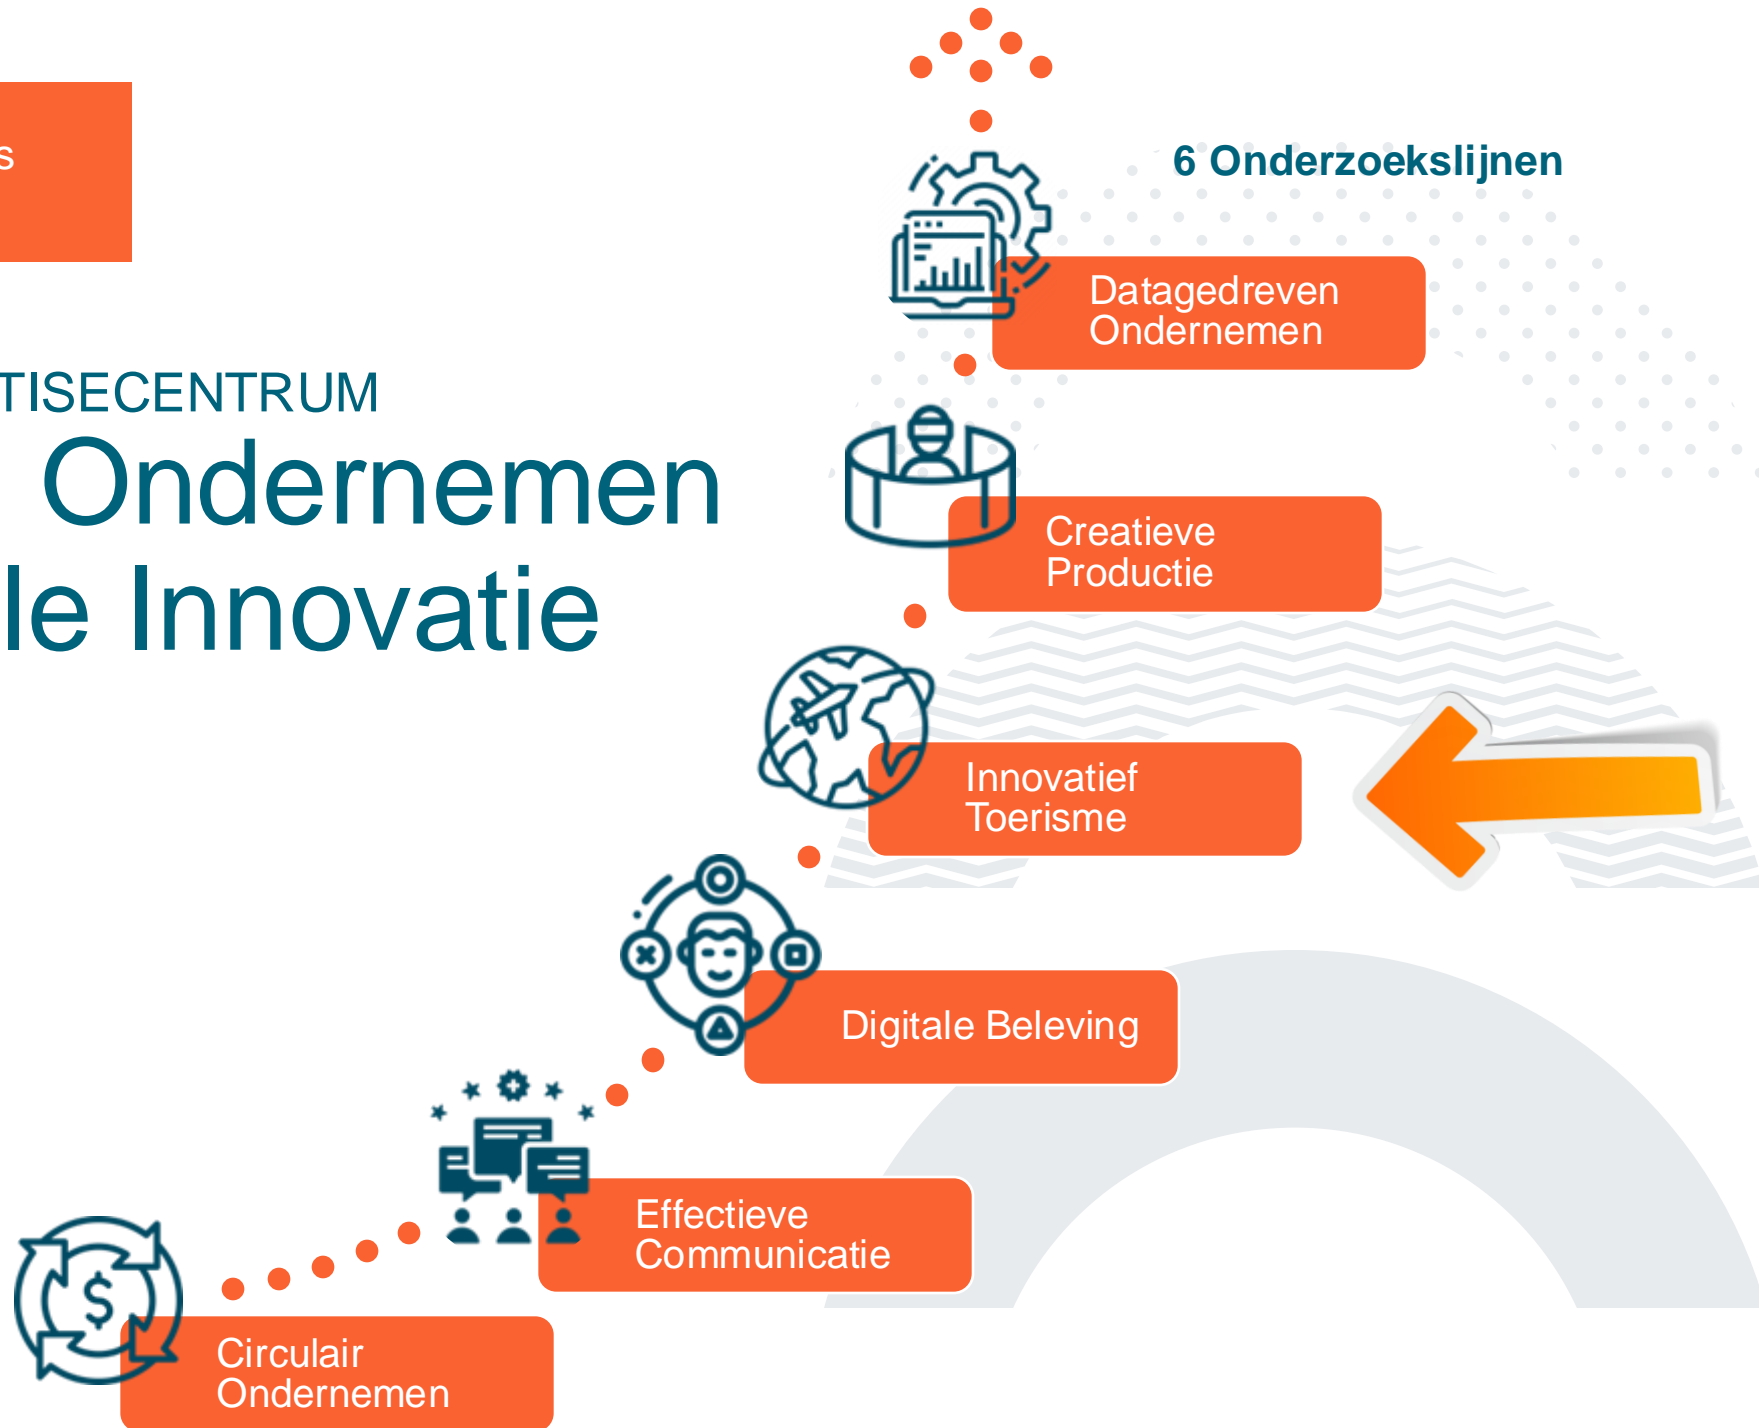 s
6 Onderzoekslijnen
Datagedreven
Ondernemen
TISECENTRUM
Ondernemen
le Innovatie
Creatieve
Productie
Innovatief
Toerisme
Digitale Beleving
Effectieve
Communicatie
Circulair
Ondernemen